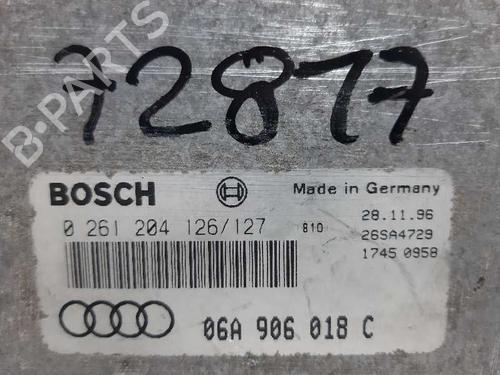 72877
B-PARTS
BOSCH
Made in Germany
0 261 204 126/127
810
28.11.96
26SA4729
1745 0958
06A 906 018 C